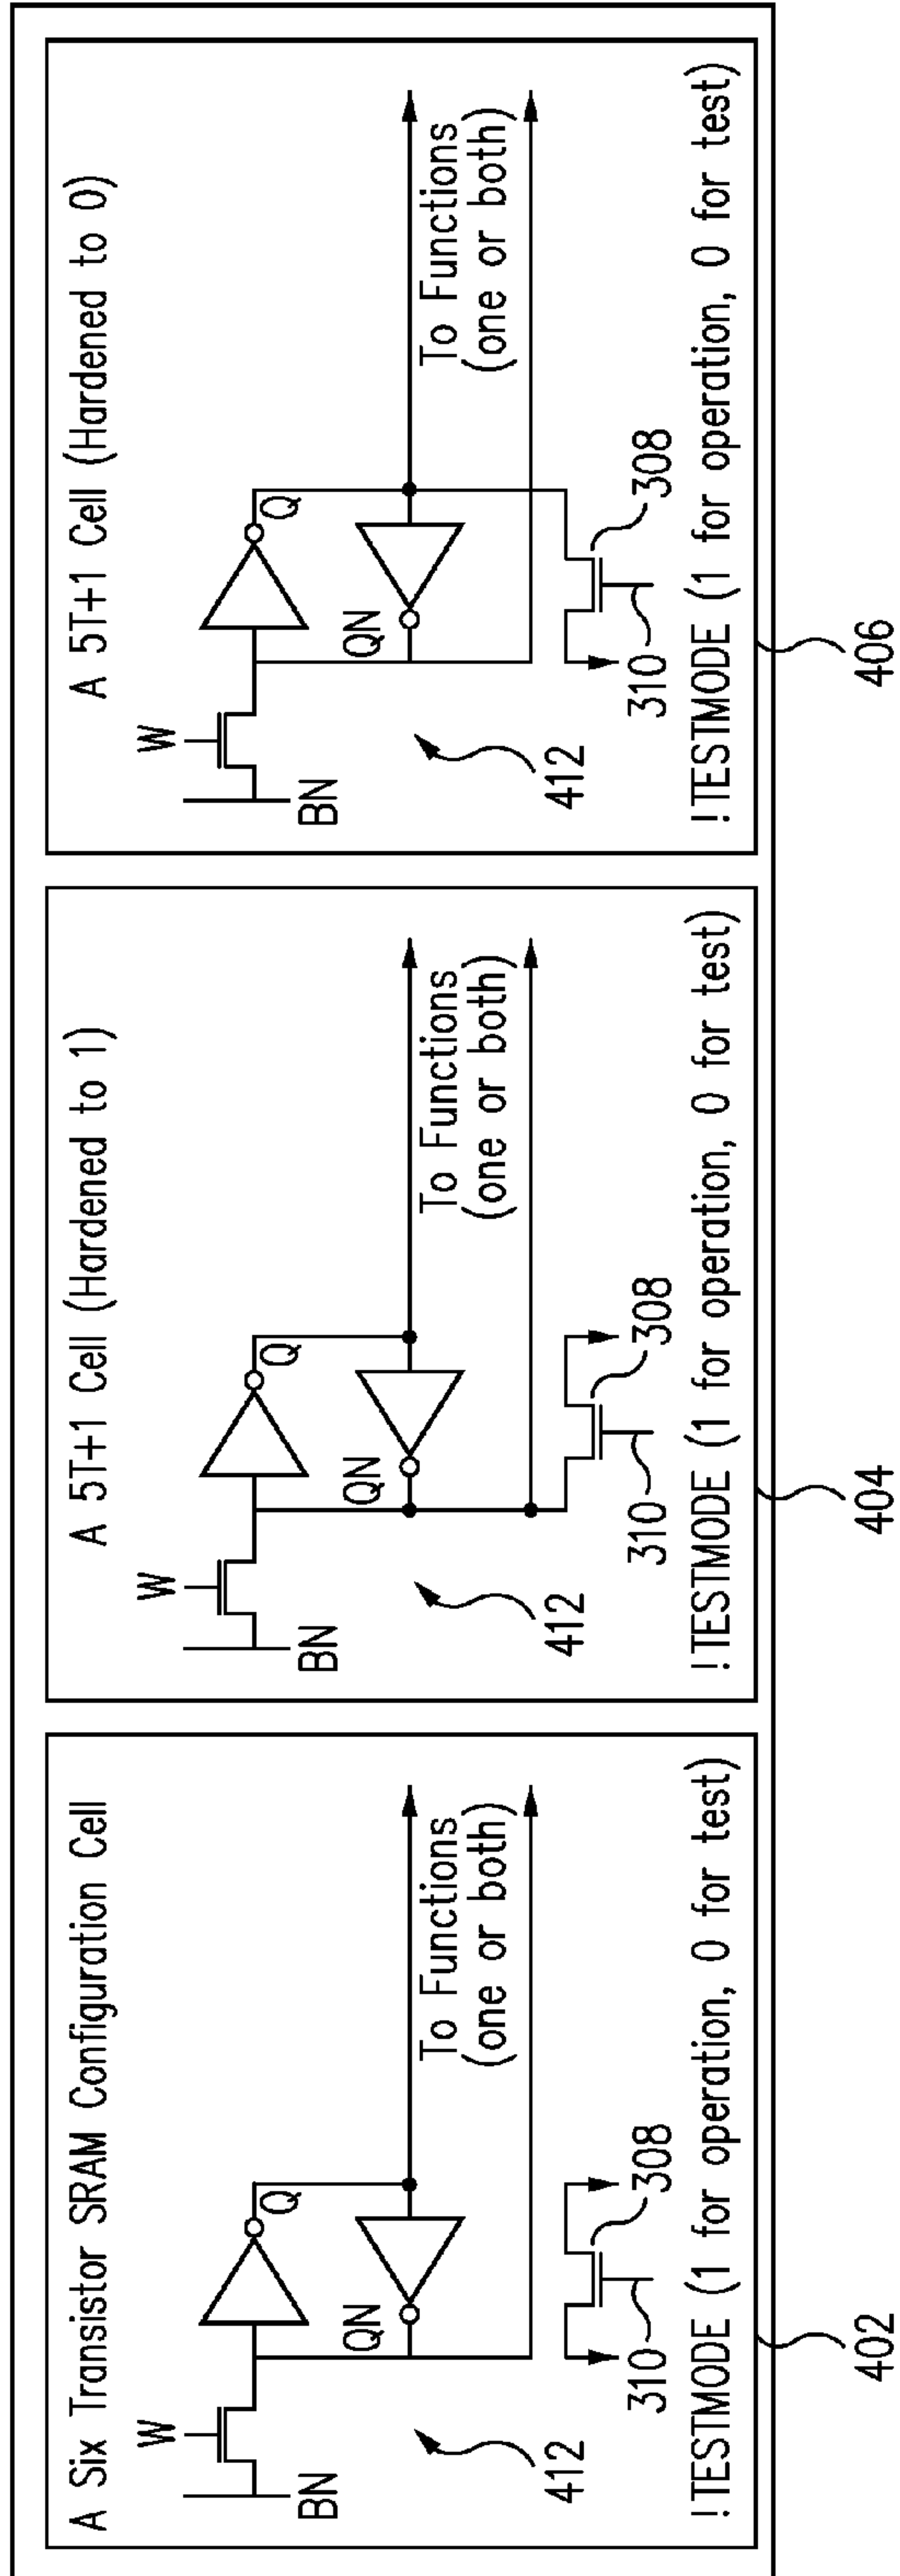 A Six Transistor SRAM Configuration Cell
W
BN
Q
QN
To Functions
(one or both)
412
308
310
!TESTMODE (1 for operation, 0 for test)
402
A 5T+1 Cell (Hardened to 1)
W
BN
Q
QN
To Functions
(one or both)
412
308
310
!TESTMODE (1 for operation, 0 for test)
404
A 5T+1 Cell (Hardened to 0)
W
BN
Q
QN
To Functions
(one or both)
412
308
310
!TESTMODE (1 for operation, 0 for test)
406